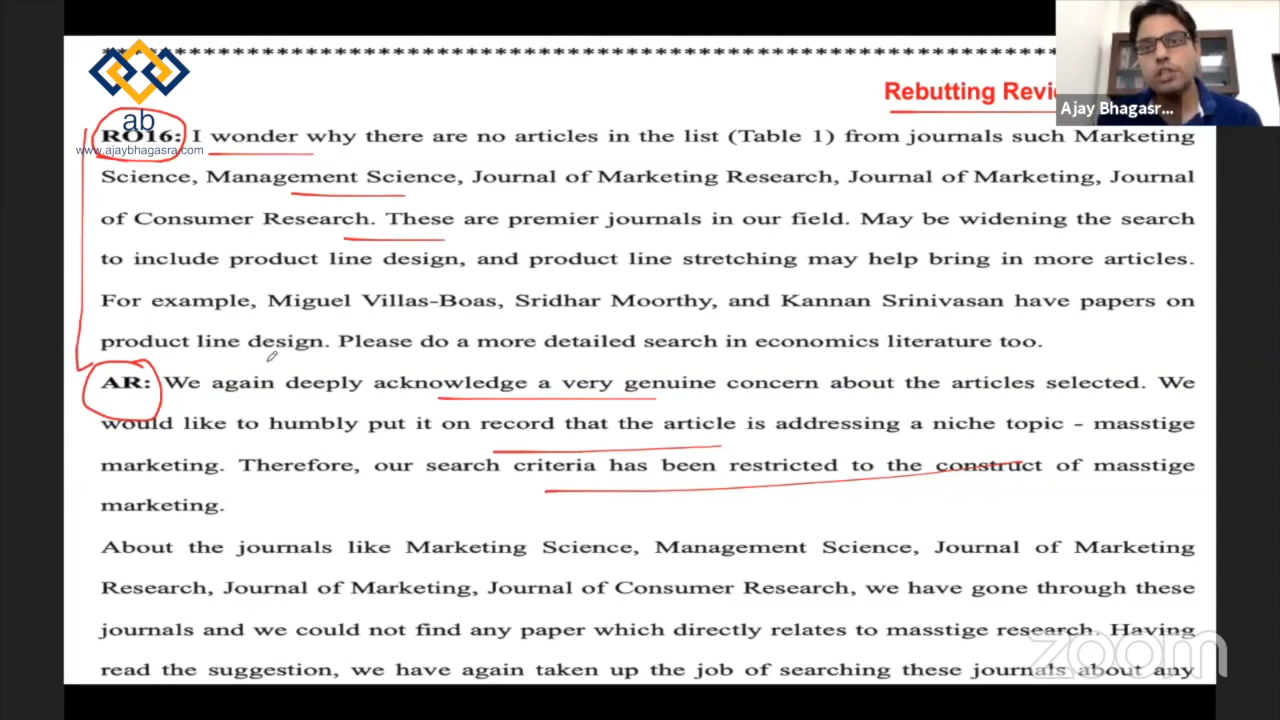 ****************************************************
Rebutting Revi
Ajay Bhagasr...
ab
www.ajaybhagasra.com
RO16: I wonder why there are no articles in the list (Table 1) from journals such Marketing
Science, Management Science, Journal of Marketing Research, Journal of Marketing, Journal
of Consumer Research. These are premier journals in our field. May be widening the search
to include product line design, and product line stretching may help bring in more articles.
For example, Miguel Villas-Boas, Sridhar Moorthy, and Kannan Srinivasan have papers on
product line design. Please do a more detailed search in economics literature too.
AR: We again deeply acknowledge a very genuine concern about the articles selected. We
would like to humbly put it on record that the article is addressing a niche topic - masstige
marketing. Therefore, our search criteria has been restricted to the construct of masstige
marketing.
About the journals like Marketing Science, Management Science, Journal of Marketing
Research, Journal of Marketing, Journal of Consumer Research, we have gone through these
journals and we could not find any paper which directly relates to masstige research. Having
read the suggestion, we have again taken up the job of searching these journals about any
zoom